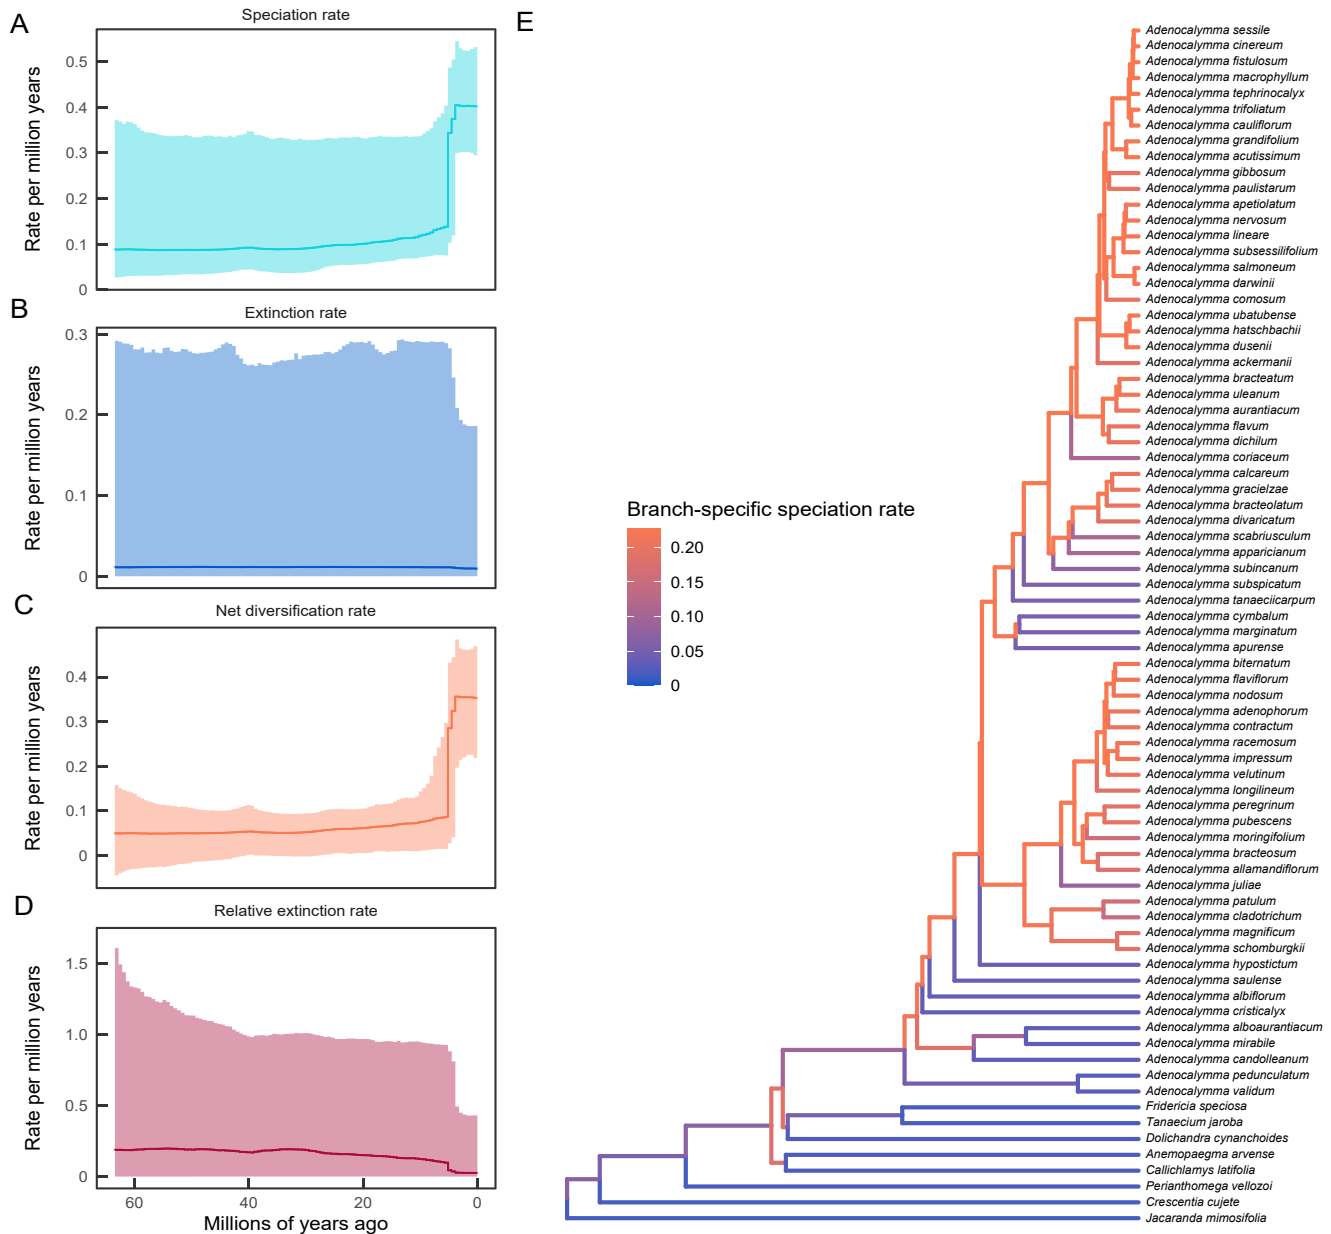 A
Speciation rate
Rate per million years
0.5
0.4
0.3
0.2
0.1
0
B
Extinction rate
Rate per million years
0.3
0.2
0.1
0
C
Net diversification rate
Rate per million years
0.4
0.3
0.2
0.1
0
D
Relative extinction rate
Rate per million years
1.5
1.0
0.5
0
60
40
20
0
Millions of years ago
E
Branch-specific speciation rate
0.20
0.15
0.10
0.05
0
Adenocalymma sessile
Adenocalymma cinereum
Adenocalymma fistulosum
Adenocalymma macrophyllum
Adenocalymma tephrinocalyx
Adenocalymma trifoliatum
Adenocalymma cauliflorum
Adenocalymma grandifolium
Adenocalymma acutissimum
Adenocalymma gibbosum
Adenocalymma paulistarum
Adenocalymma apetiolatum
Adenocalymma nervosum
Adenocalymma lineare
Adenocalymma subsessilifolium
Adenocalymma salmoneum
Adenocalymma darwinii
Adenocalymma comosum
Adenocalymma ubatubense
Adenocalymma hatschbachii
Adenocalymma dusenii
Adenocalymma ackermanii
Adenocalymma bracteatum
Adenocalymma uleanum
Adenocalymma aurantiacum
Adenocalymma flavum
Adenocalymma dichilum
Adenocalymma coriaceum
Adenocalymma calcareum
Adenocalymma gracielzae
Adenocalymma bracteolatum
Adenocalymma divaricatum
Adenocalymma scabriusculum
Adenocalymma apparicianum
Adenocalymma subincanum
Adenocalymma subspicatum
Adenocalymma tanaeciicarpum
Adenocalymma cymbalum
Adenocalymma marginatum
Adenocalymma apurense
Adenocalymma biternatum
Adenocalymma flaviflorum
Adenocalymma nodosum
Adenocalymma adenophorum
Adenocalymma contractum
Adenocalymma racemosum
Adenocalymma impressum
Adenocalymma velutinum
Adenocalymma longilineum
Adenocalymma peregrinum
Adenocalymma pubescens
Adenocalymma moringifolium
Adenocalymma bracteosum
Adenocalymma allamandiflorum
Adenocalymma juliae
Adenocalymma patulum
Adenocalymma cladotrichum
Adenocalymma magnificum
Adenocalymma schomburgkii
Adenocalymma hypostictum
Adenocalymma saulense
Adenocalymma albiflorum
Adenocalymma cristicalyx
Adenocalymma alboaurantiacum
Adenocalymma mirabile
Adenocalymma candolleanum
Adenocalymma pedunculatum
Adenocalymma validum
Fridericia speciosa
Tanaecium jaroba
Dolichandra cynanchoides
Anemopaegma arvense
Callichlamys latifolia
Perianthomega vellozoi
Crescentia cujete
Jacaranda mimosifolia